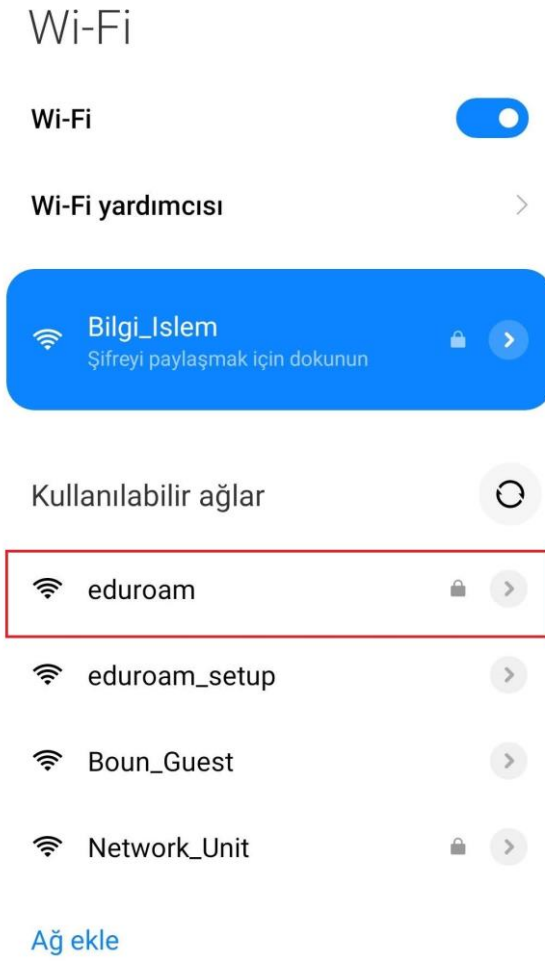 Wi-Fi
Wi-Fi
Wi-Fi yardımcısı
Bilgi_Islem
Şifreyi paylaşmak için dokunun
Kullanılabilir ağlar
eduroam
eduroam_setup
Boun_Guest
Network_Unit
Ağ ekle